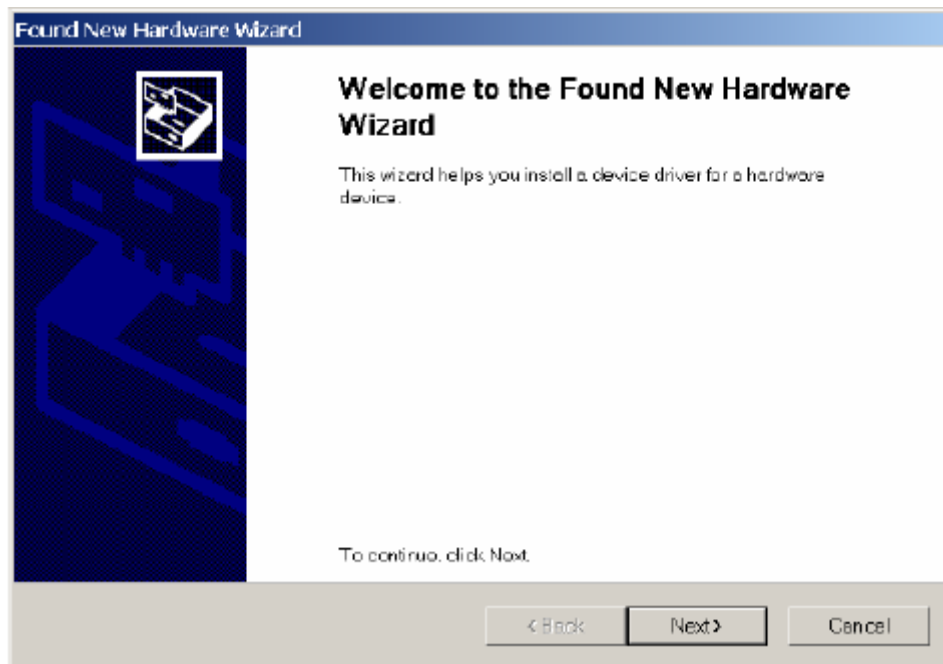 Found New Hardware Wizard
Welcome to the Found New Hardware
Wizard
This wizard helps you install a device driver for a hardware
device.
To continue, click Next.
< Back
Next >
Cancel